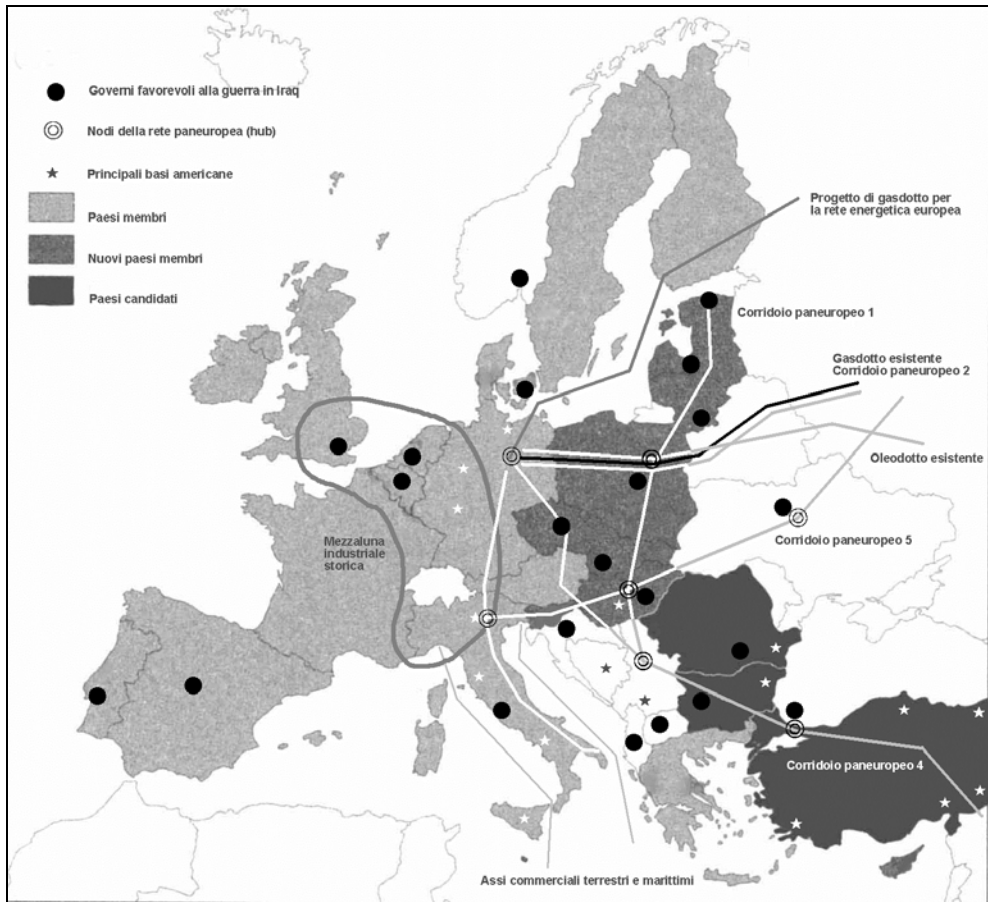 Governi favorevoli alla guerra in Iraq
Nodi della rete paneuropea (hub)
Principali basi americane
Paesi membri
Nuovi paesi membri
Paesi candidati
Progetto di gasdotto per
la rete energetica europea
Corridoio paneuropeo 1
Gasdotto esistente
Corridoio paneuropeo 2
Oleodotto esistente
Corridoio paneuropeo 5
Mezzaluna
industriale
storica
Corridoio paneuropeo 4
Assi commerciali terrestri e marittimi